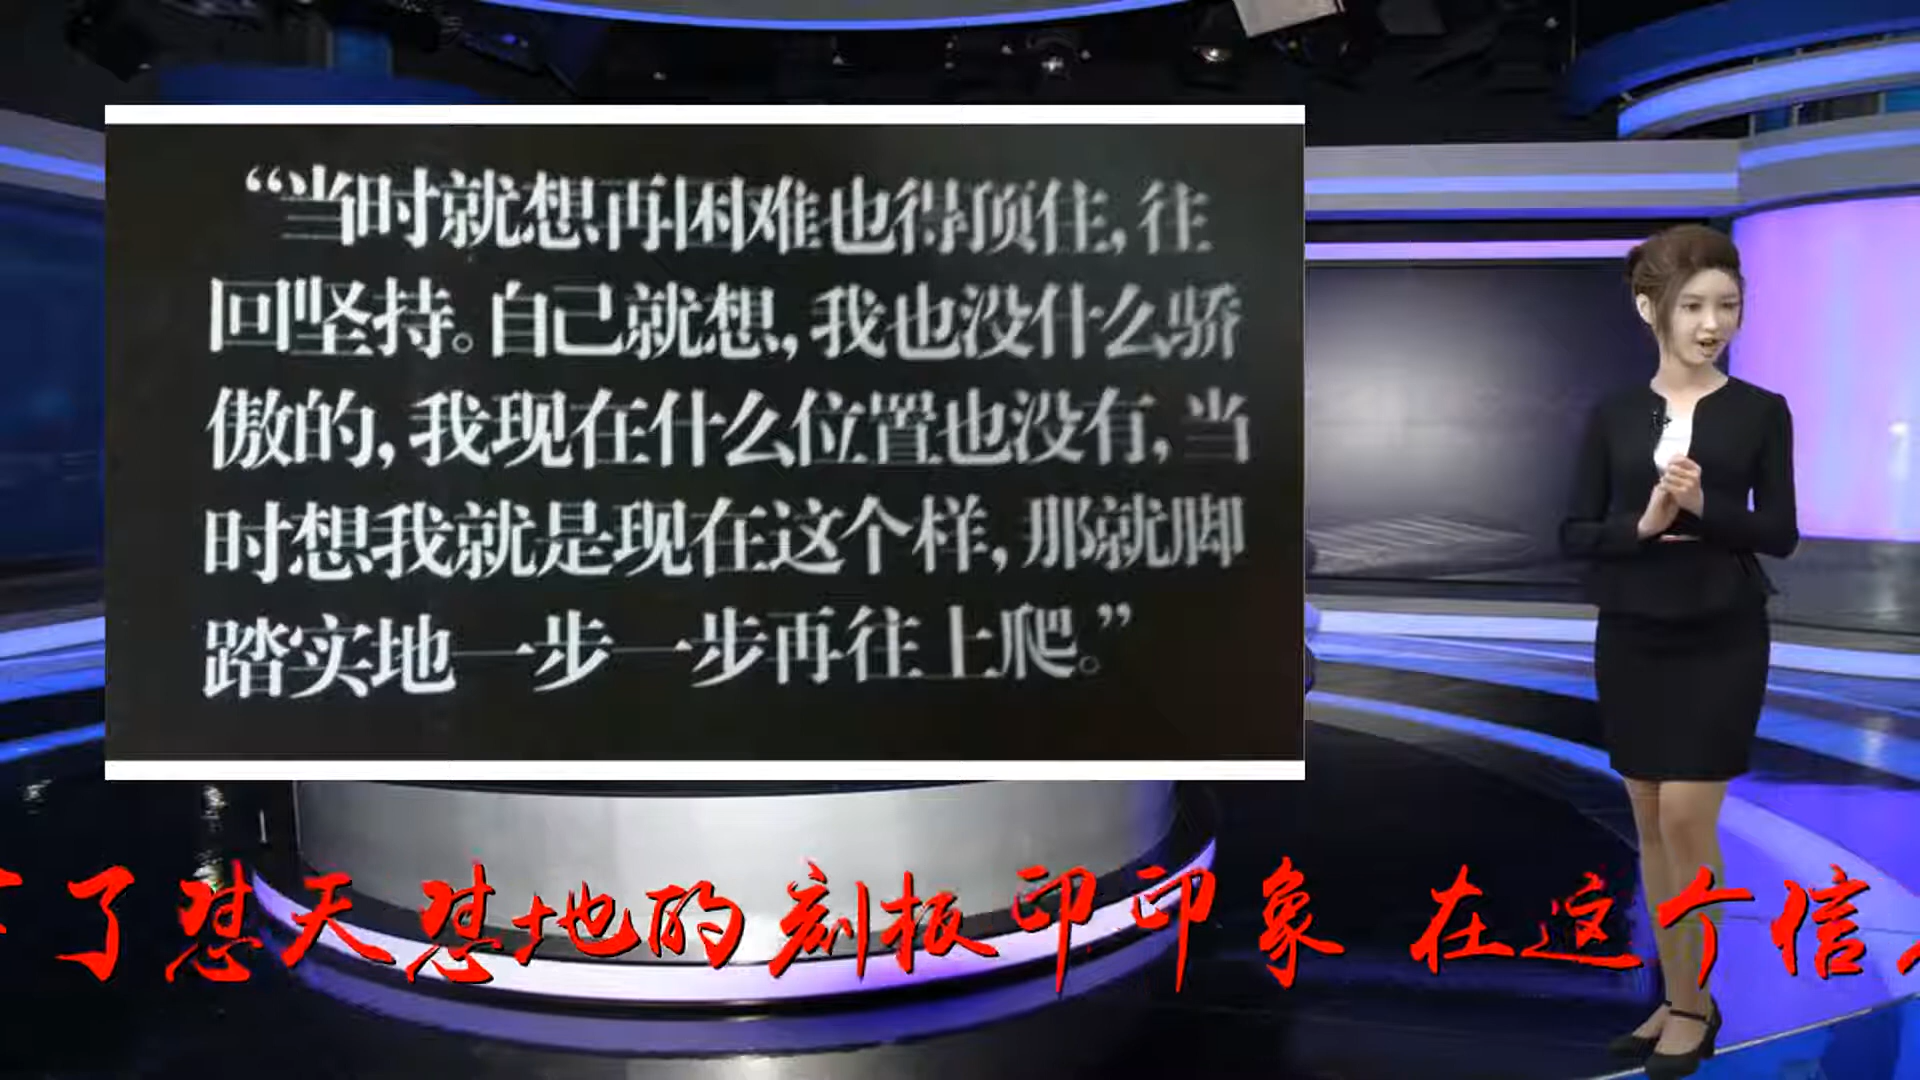 “当时就想再困难也得顶住,往
回坚持。自己就想,我也没什么骄
傲的,我现在什么位置也没有,当
时想我就是现在这个样,那就脚
踏实地一步一步再往上爬。”
了怼天怼地的刻板印印象 在这个信